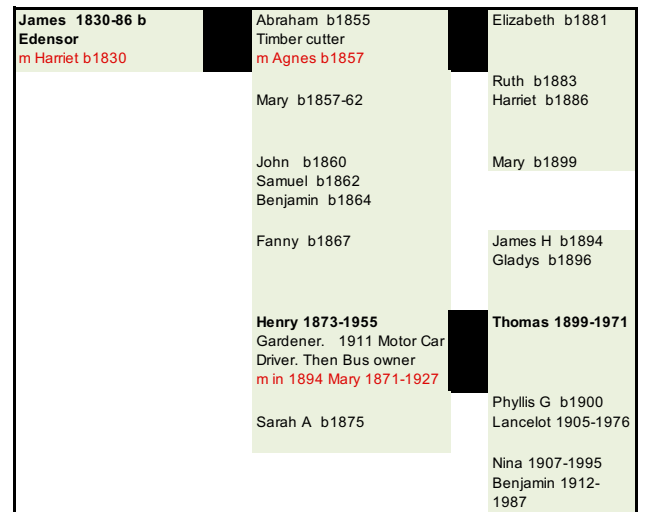 James 1830-86 b
Edensor
m Harriet b1830
Abraham b1855
Timber cutter
m Agnes b1857
Mary b1857-62
John b1860
Samuel b1862
Benjamin b1864
Fanny b1867
Henry 1873-1955
Gardener. 1911 Motor Car
Driver. Then Bus owner
m in 1894 Mary 1871-1927
Sarah A b1875
Elizabeth b1881
Ruth b1883
Harriet b1886
Mary b1899
James H b1894
Gladys b1896
Thomas 1899-1971
Phyllis G b1900
Lancelot 1905-1976
Nina 1907-1995
Benjamin 1912-
1987